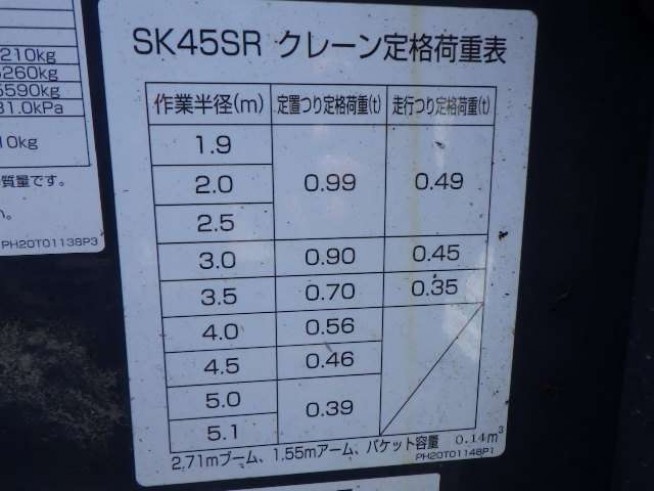 210kg
260kg
5590kg
31.0kPa
0kg
質量です。
い。
PH20T01138P3
SK45SR クレーン定格荷重表
作業半径(m) 定置つり定格荷重(t) 走行つり定格荷重(t)
1.9
2.0 0.99 0.49
2.5
3.0 0.90 0.45
3.5 0.70 0.35
4.0 0.56
4.5 0.46
5.0
0.39
5.1
2.71mブーム、1.55mアーム、バケット容量 0.14m³
PH20T01148P1